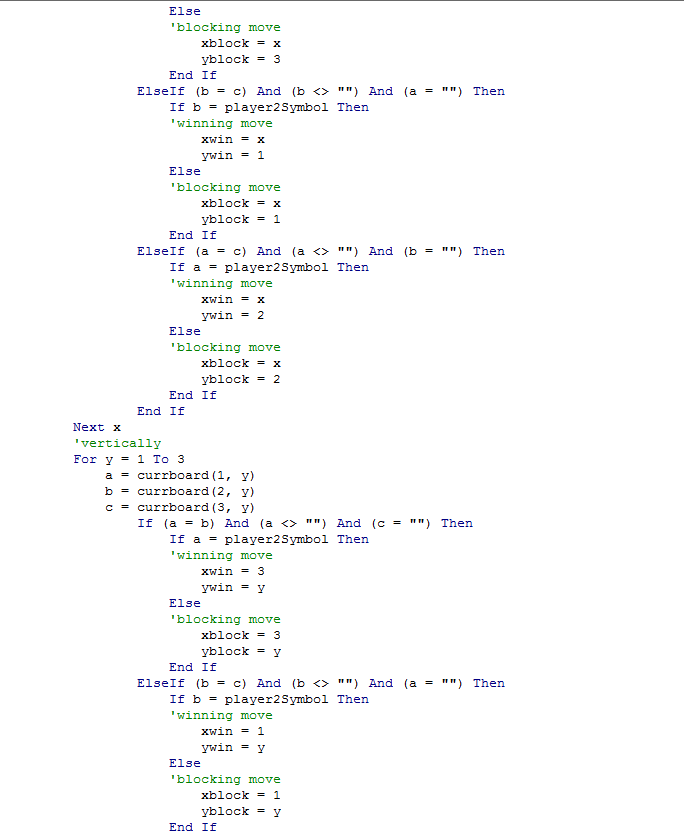 Else
'blocking move
xblock = x
yblock = 3
End If
ElseIf (b = c) And (b <> "") And (a = "") Then
If b = player2Symbol Then
'winning move
xwin = x
ywin = 1
Else
'blocking move
xblock = x
yblock = 1
End If
ElseIf (a = c) And (a <> "") And (b = "") Then
If a = player2Symbol Then
'winning move
xwin = x
ywin = 2
Else
'blocking move
xblock = x
yblock = 2
End If
End If
Next x
'vertically
For y = 1 To 3
a = currboard(1, y)
b = currboard(2, y)
c = currboard(3, y)
If (a = b) And (a <> "") And (c = "") Then
If a = player2Symbol Then
'winning move
xwin = 3
ywin = y
Else
'blocking move
xblock = 3
yblock = y
End If
ElseIf (b = c) And (b <> "") And (a = "") Then
If b = player2Symbol Then
'winning move
xwin = 1
ywin = y
Else
'blocking move
xblock = 1
yblock = y
End If